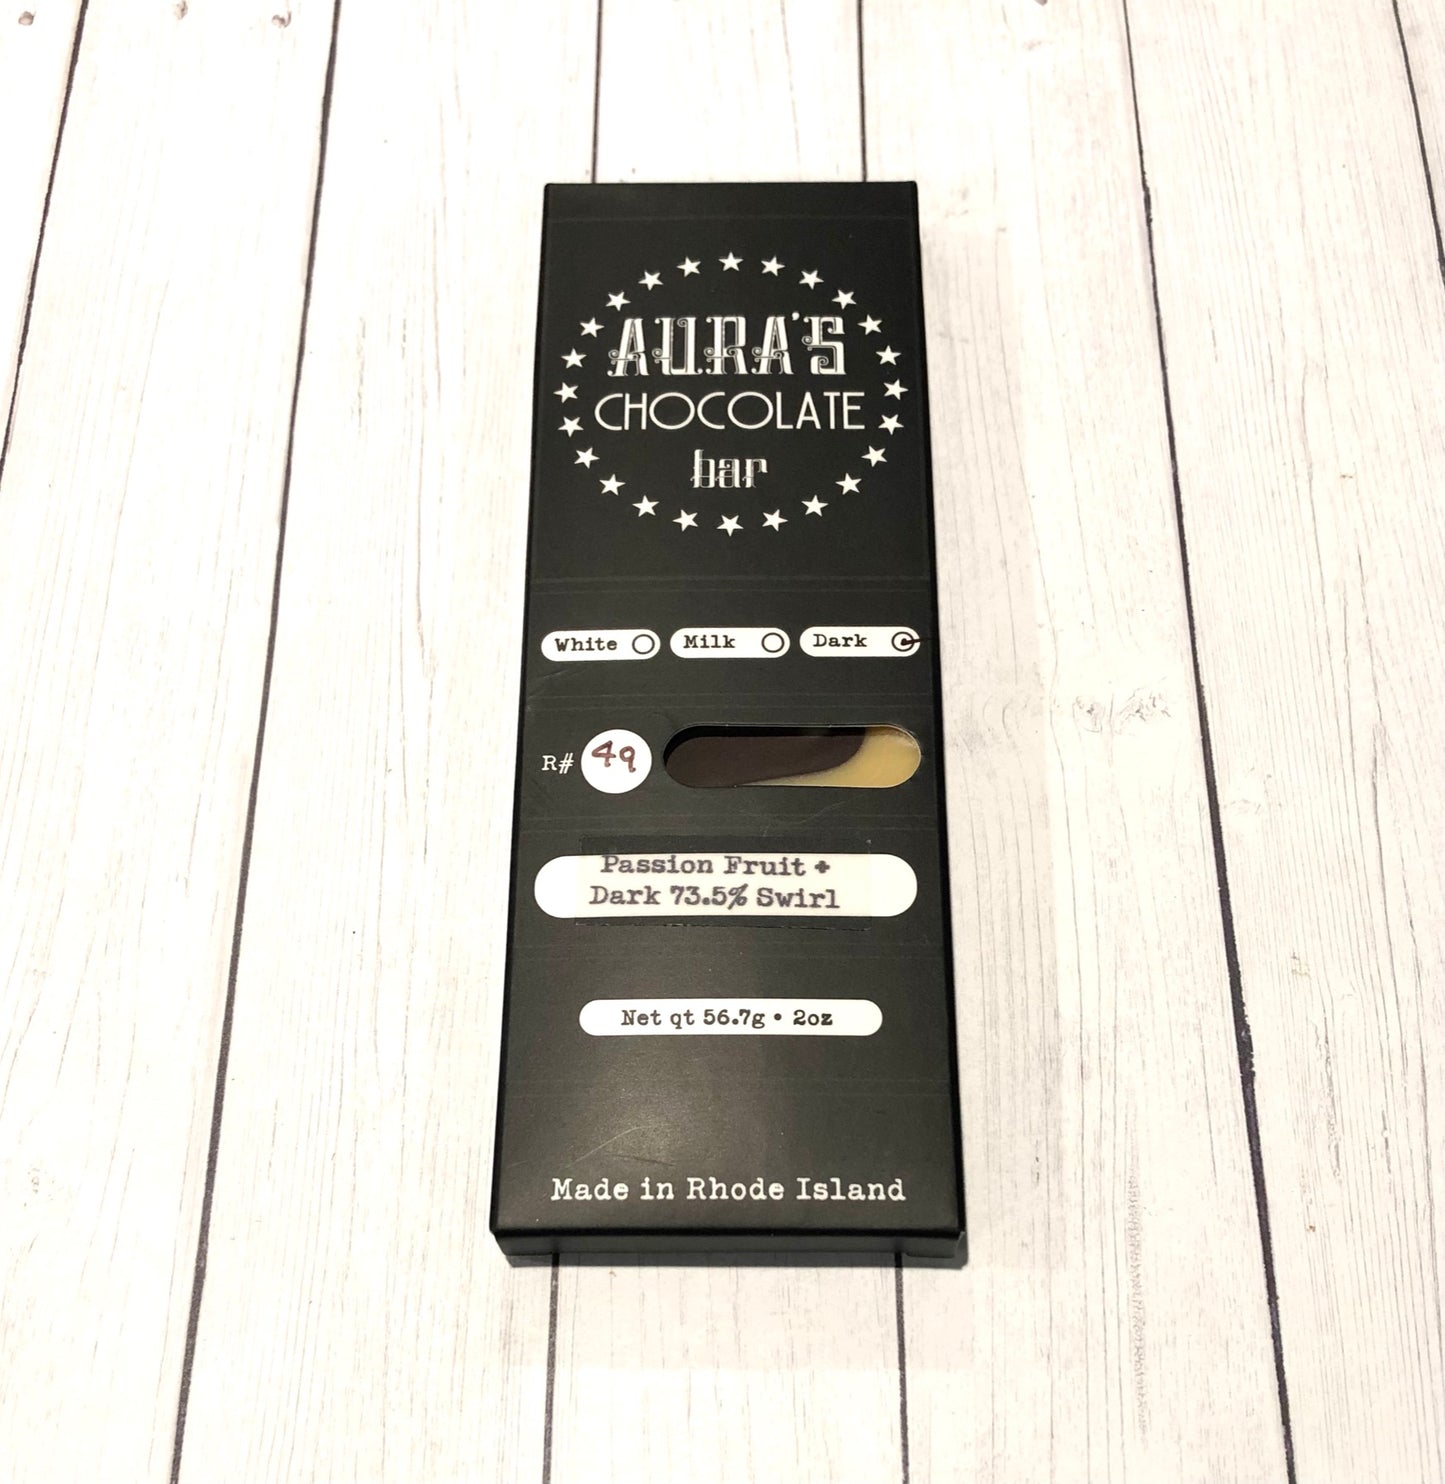 AURA'S
CHOCOLATE
bar
White Milk Dark
R# 49
Passion Fruit +
Dark 73.5% Swirl
Net qt 56.7g • 2oz
Made in Rhode Island